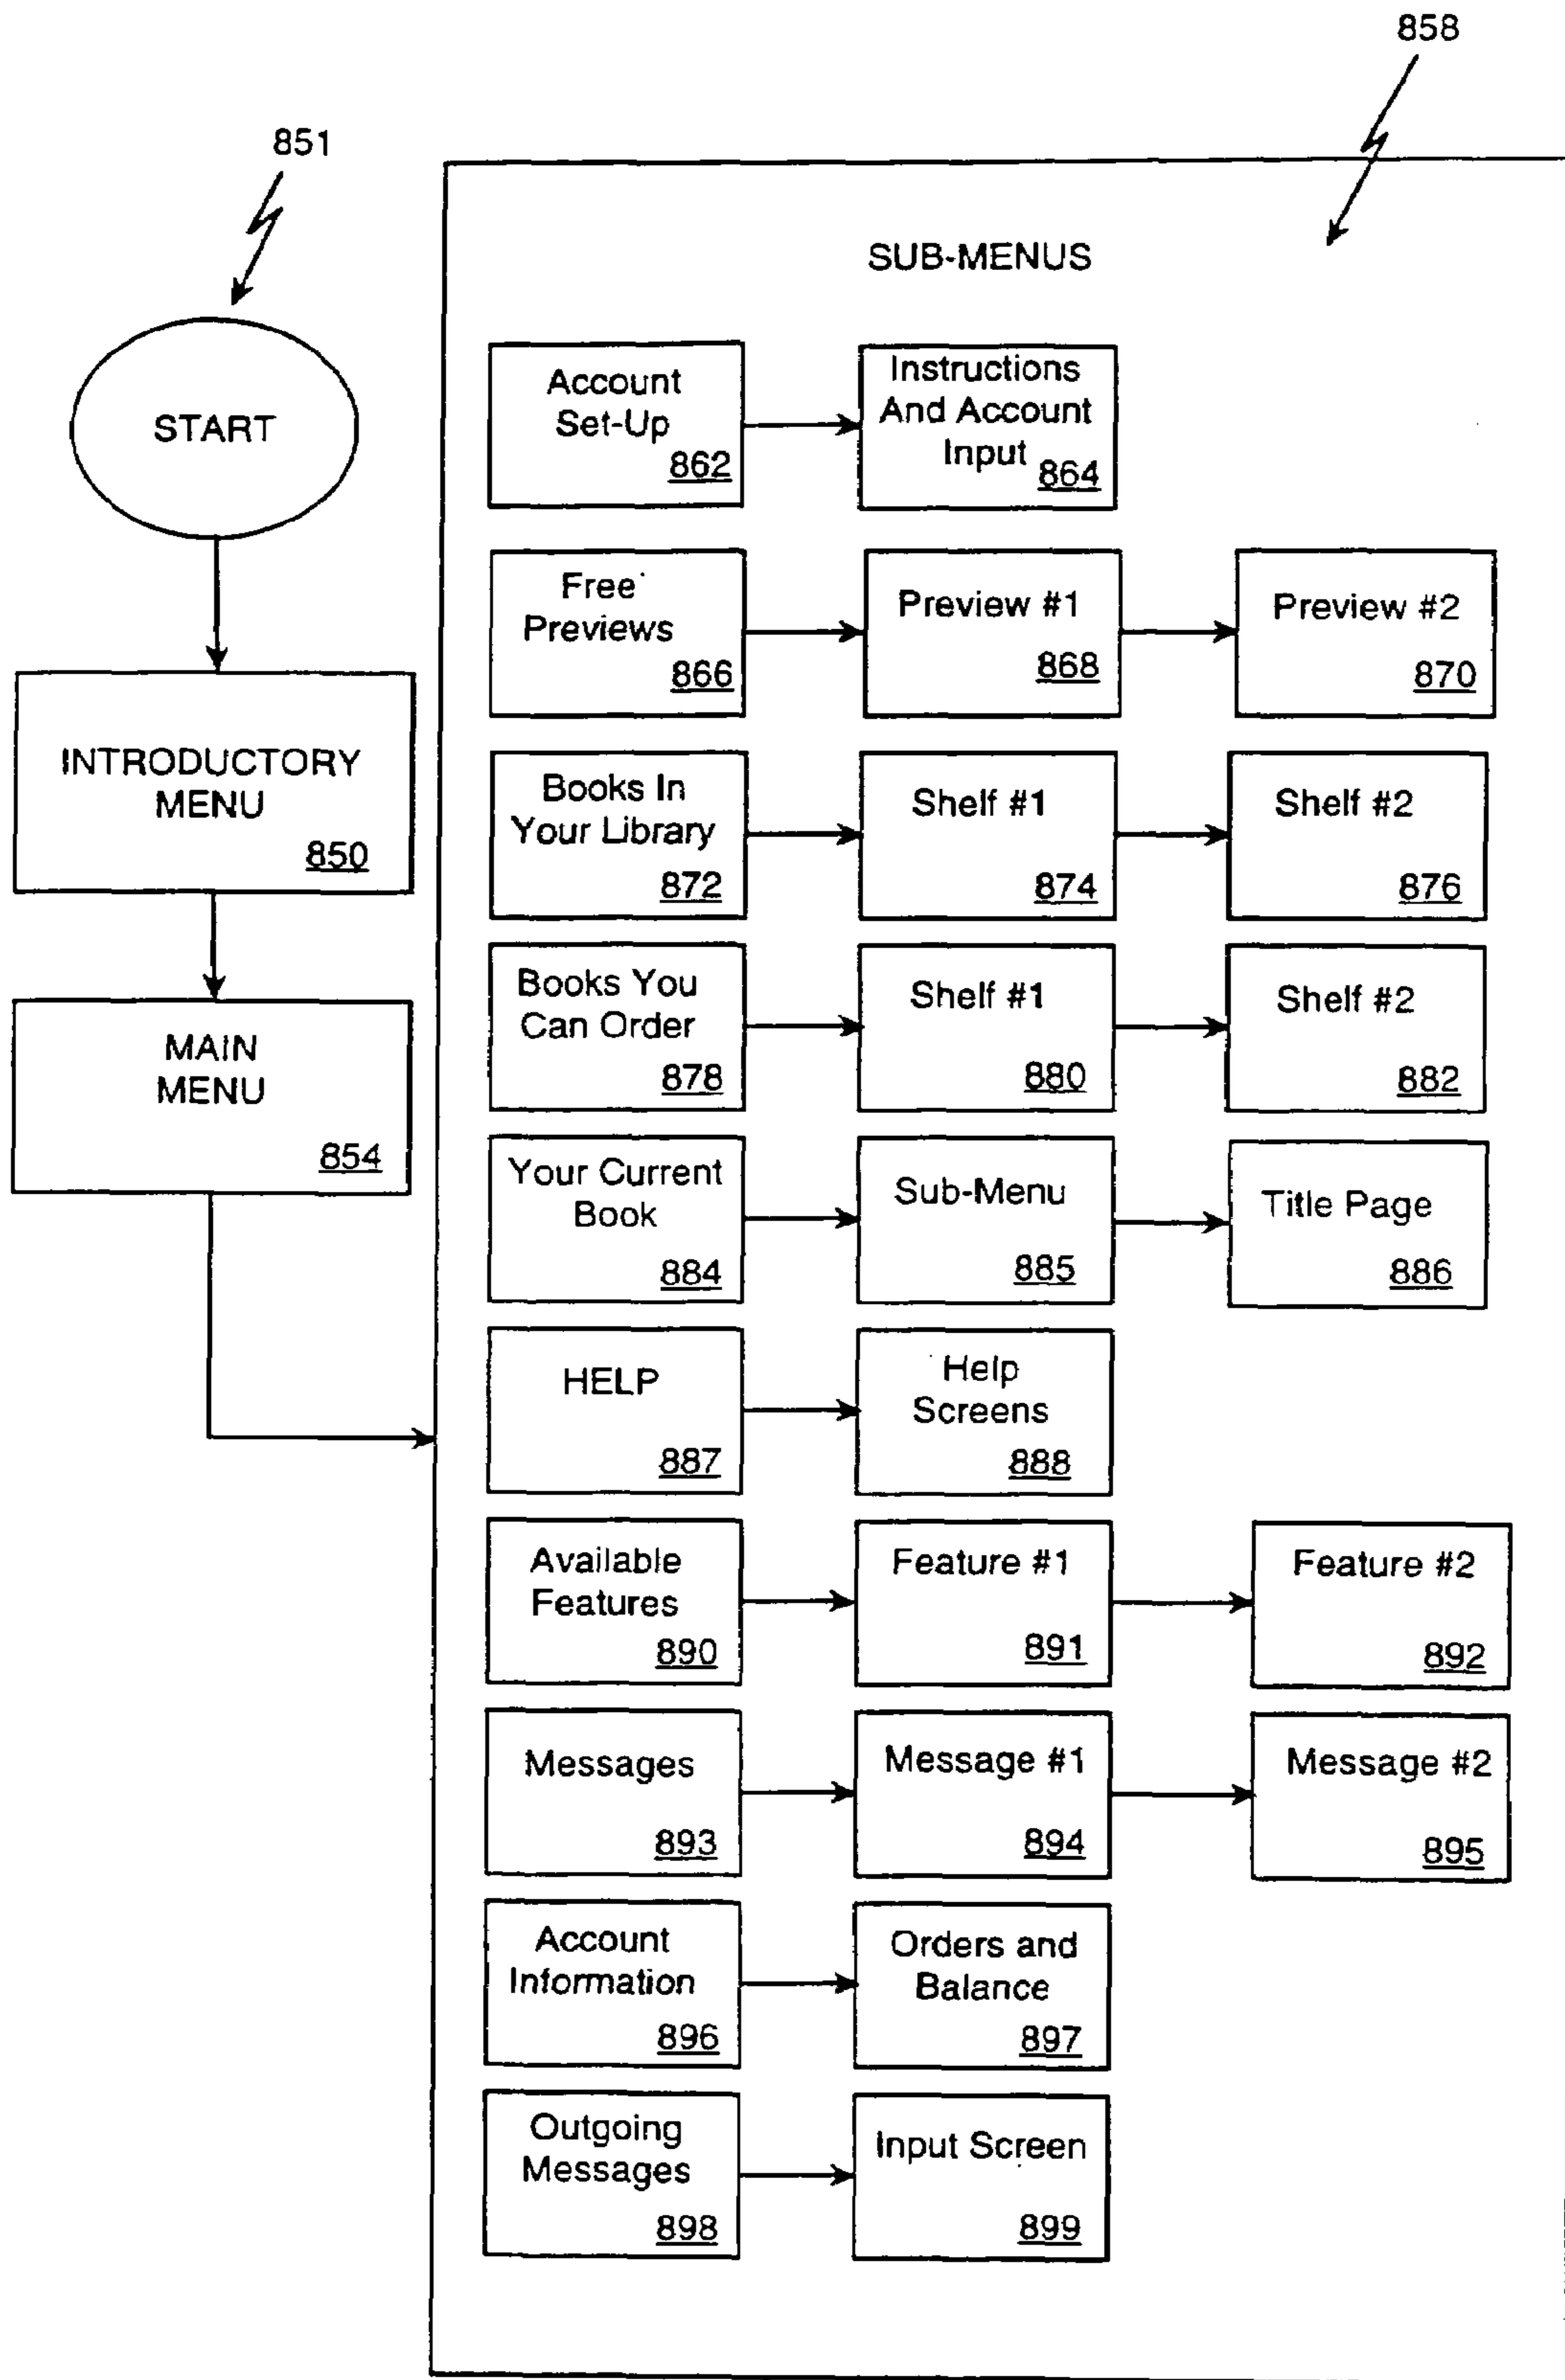 858
851
SUB-MENUS
START
INTRODUCTORY
MENU
850
MAIN
MENU
854
Account
Set-Up
862
Instructions
And Account
Input
864
Free
Previews
866
Preview #1
868
Preview #2
870
Books In
Your Library
872
Shelf #1
874
Shelf #2
876
Books You
Can Order
878
Shelf #1
880
Shelf #2
882
Your Current
Book
884
Sub-Menu
885
Title Page
886
HELP
887
Help
Screens
888
Available
Features
890
Feature #1
891
Feature #2
892
Messages
893
Message #1
894
Message #2
895
Account
Information
896
Orders and
Balance
897
Outgoing
Messages
898
Input Screen
899